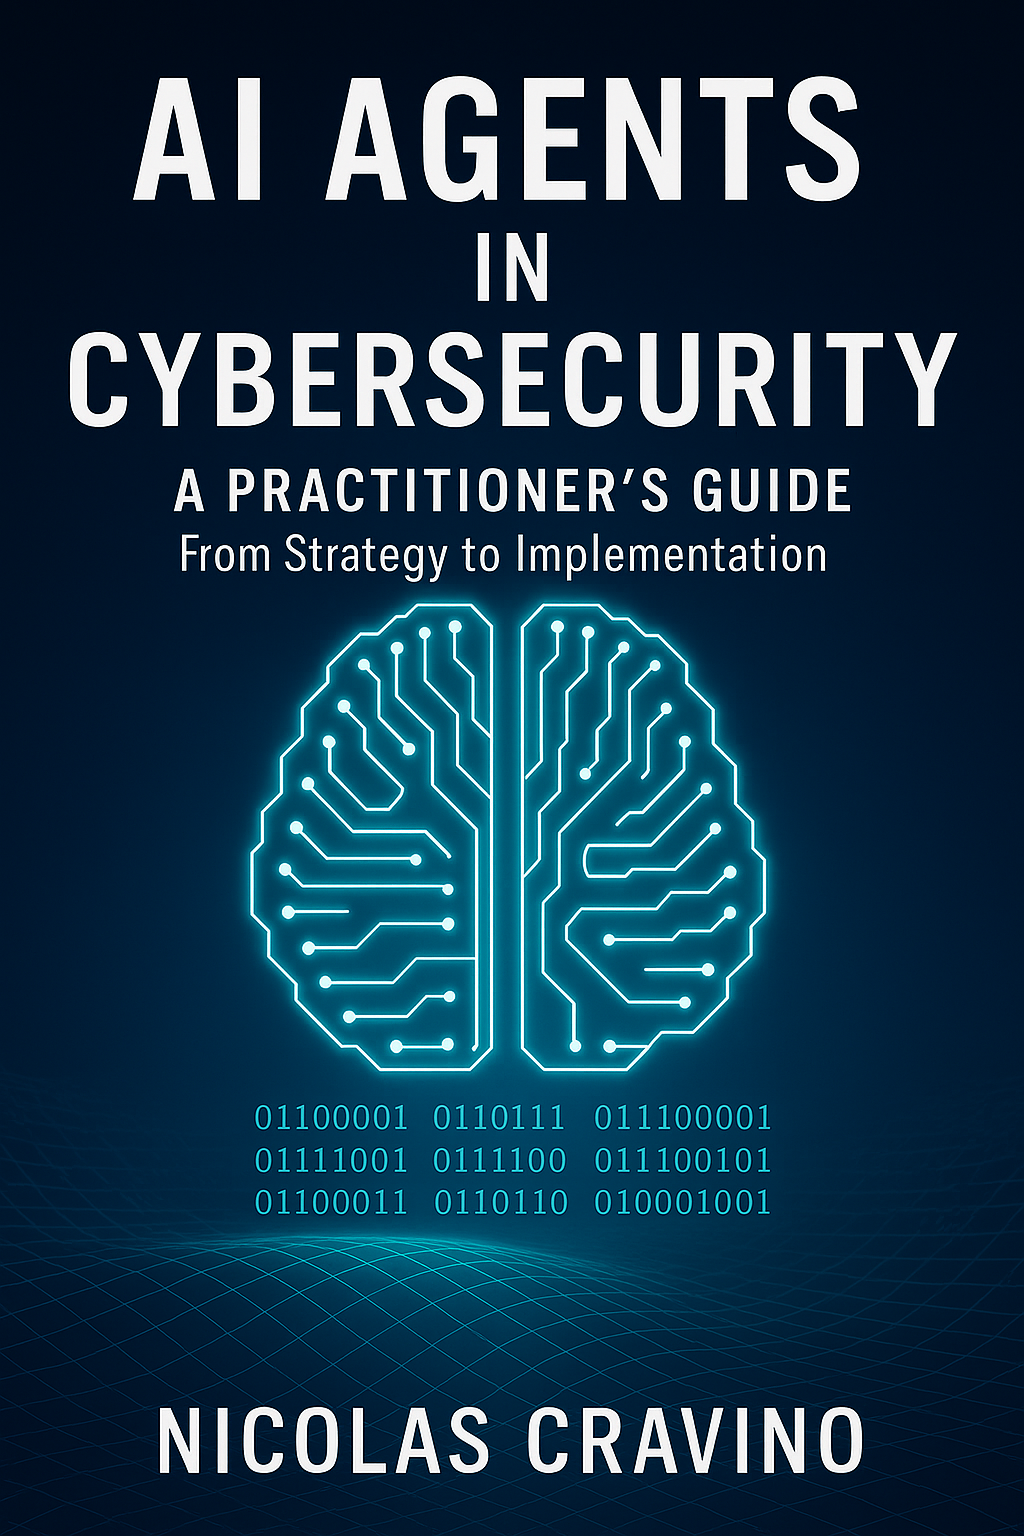 AI AGENTS
IN
CYBERSECURITY
A PRACTITIONER’S GUIDE
From Strategy to Implementation
01100001 0110111 011100001
01111001 0111100 011100101
01100011 0110110 010001001
NICOLAS CRAVINO